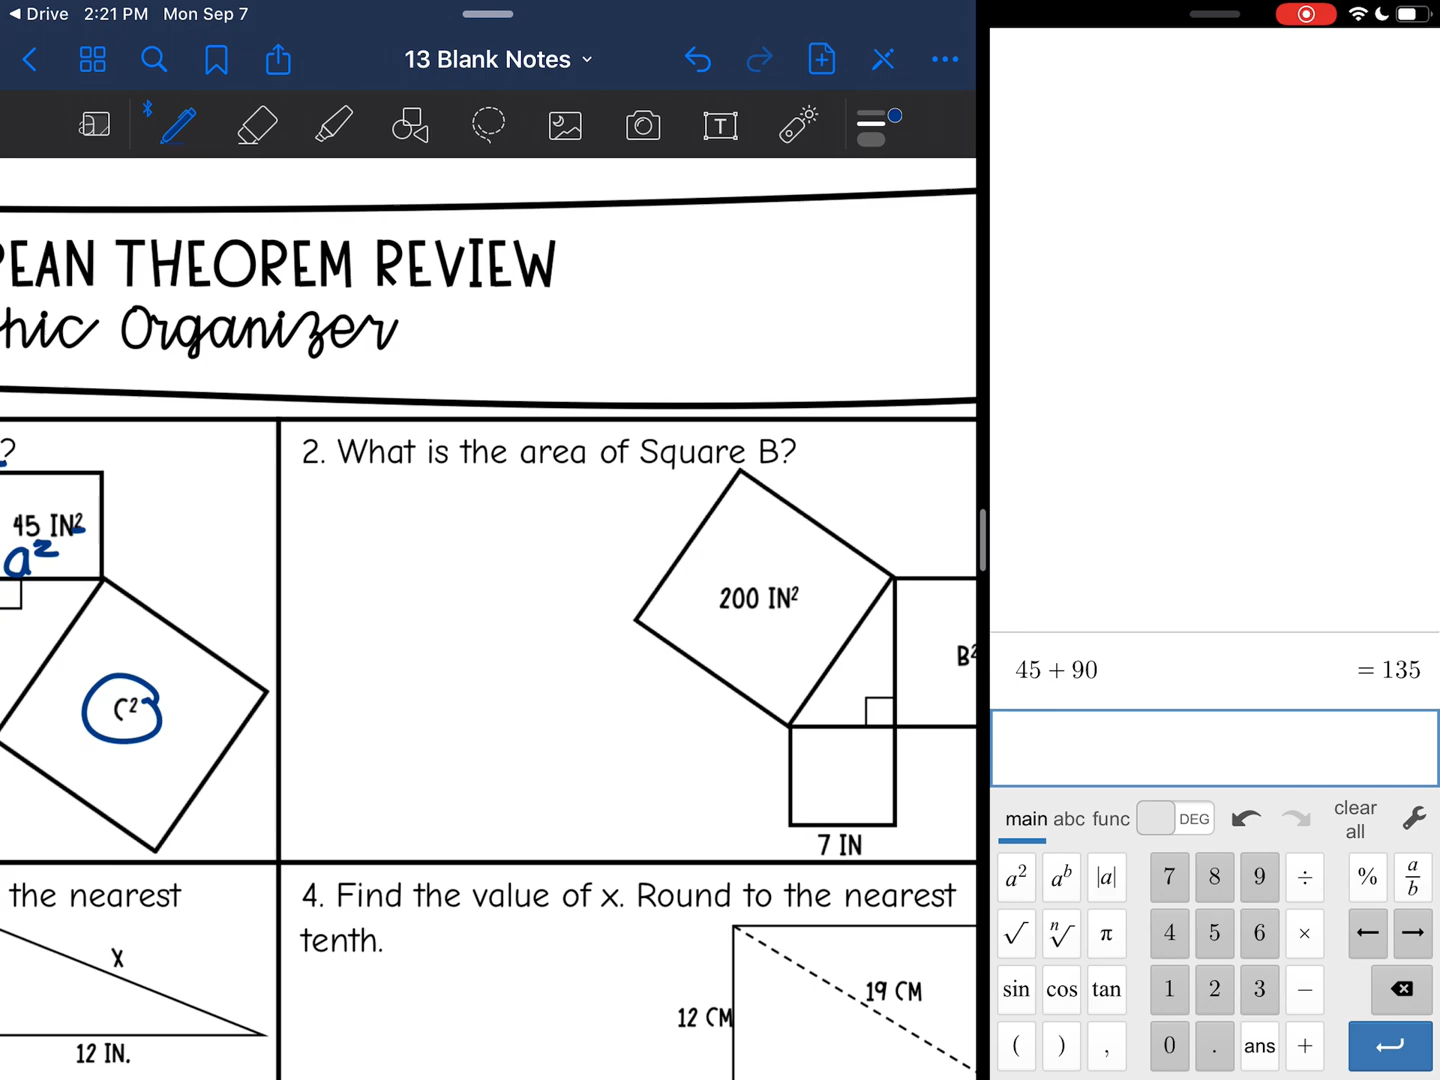 Drive 2:21 PM Mon Sep 7
13 Blank Notes
T
PEAN THEOREM REVIEW
hic Organizer
?
45 IN²
a²
C²
2. What is the area of Square B?
200 IN²
B²
7 IN
the nearest
x
12 IN.
4. Find the value of x. Round to the nearest
tenth.
19 CM
12 CM
45 + 90 = 135
main abc func DEG clear all
a² aᵇ |a| 7 8 9 ÷ % a/b
√ ⁿ√ π 4 5 6 × ← →
sin cos tan 1 2 3 −
( ) , 0 . ans +